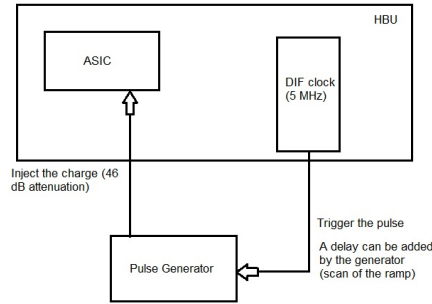 HBU
ASIC
DIF clock
(5 MHz)
Inject the charge (46
dB attenuation)
Trigger the pulse
A delay can be added
by the generator
(scan of the ramp)
Pulse Generator